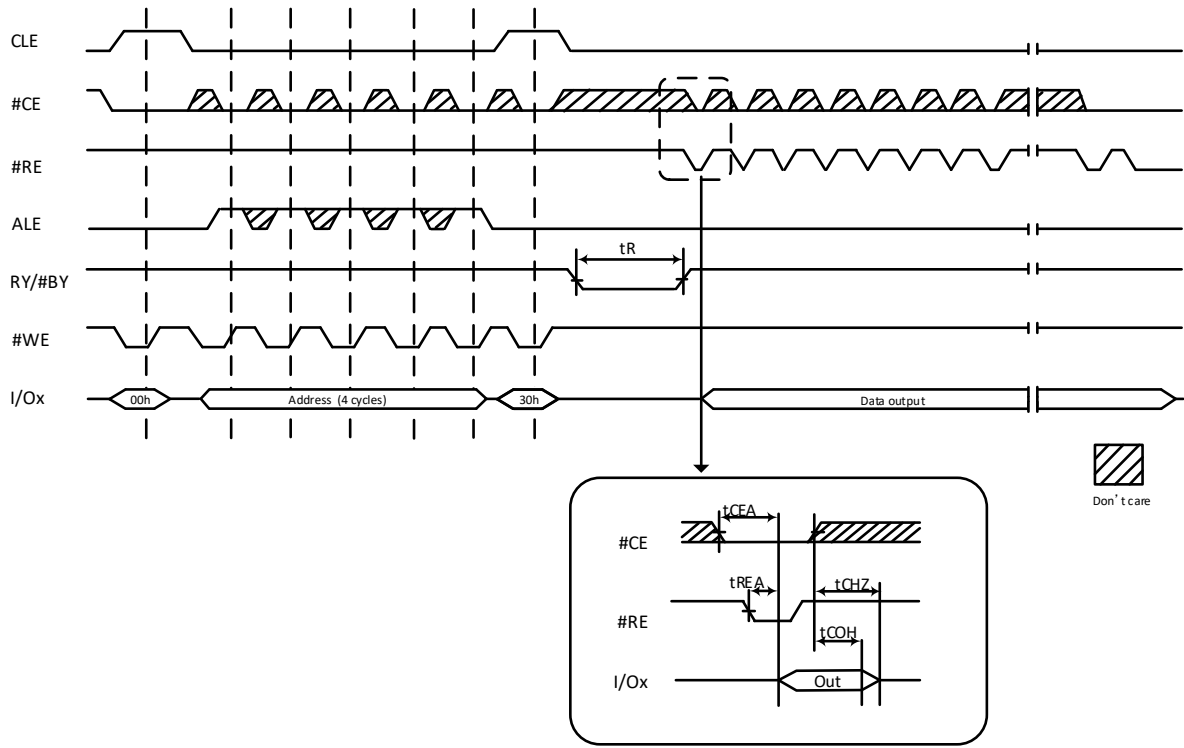 CLE
#CE
#RE
ALE
tR
RY/#BY
#WE
I/Ox
00h
Address (4 cycles)
30h
Data output
Don't care
tCEA
#CE
tREA
tCHZ
#RE
tCOH
I/Ox
Out